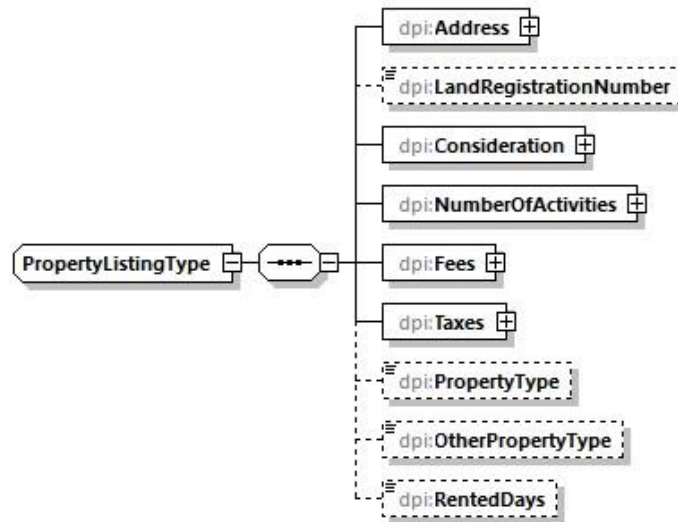 dpi:Address
dpi:LandRegistrationNumber
dpi:Consideration
dpi:NumberOfActivities
PropertyListingType
dpi:Fees
dpi:Taxes
dpi:PropertyType
dpi:OtherPropertyType
dpi:RentedDays